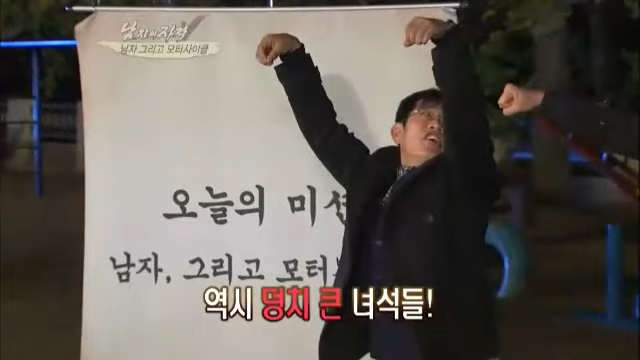 남자의 자격
남자 그리고 모터사이클
오늘의 미션
남자, 그리고 모터
역시 덩치 큰 녀석들!